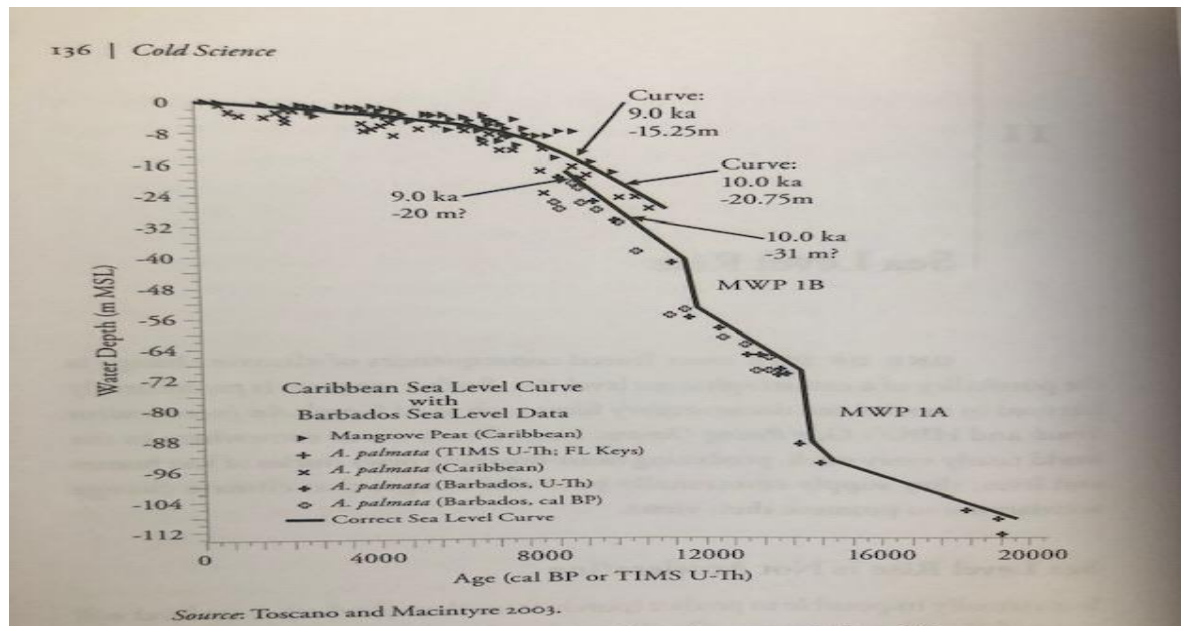 136 | Cold Science
Curve:
9.0 ka
-15.25m
Curve:
10.0 ka
-20.75m
9.0 ka
-20 m?
10.0 ka
-31 m?
MWP 1B
MWP 1A
0
-8
-16
-24
-32
-40
-48
-56
-64
-72
-80
-88
-96
-104
-112
Water Depth (m MSL)
Caribbean Sea Level Curve
with
Barbados Sea Level Data
Mangrove Peat (Caribbean)
A. palmata (TIMS U-Th; FL Keys)
A. palmata (Caribbean)
A. palmata (Barbados, U-Th)
A. palmata (Barbados, cal BP)
Correct Sea Level Curve
0 4000 8000 12000 16000 20000
Age (cal BP or TIMS U-Th)
Source: Toscano and Macintyre 2003.